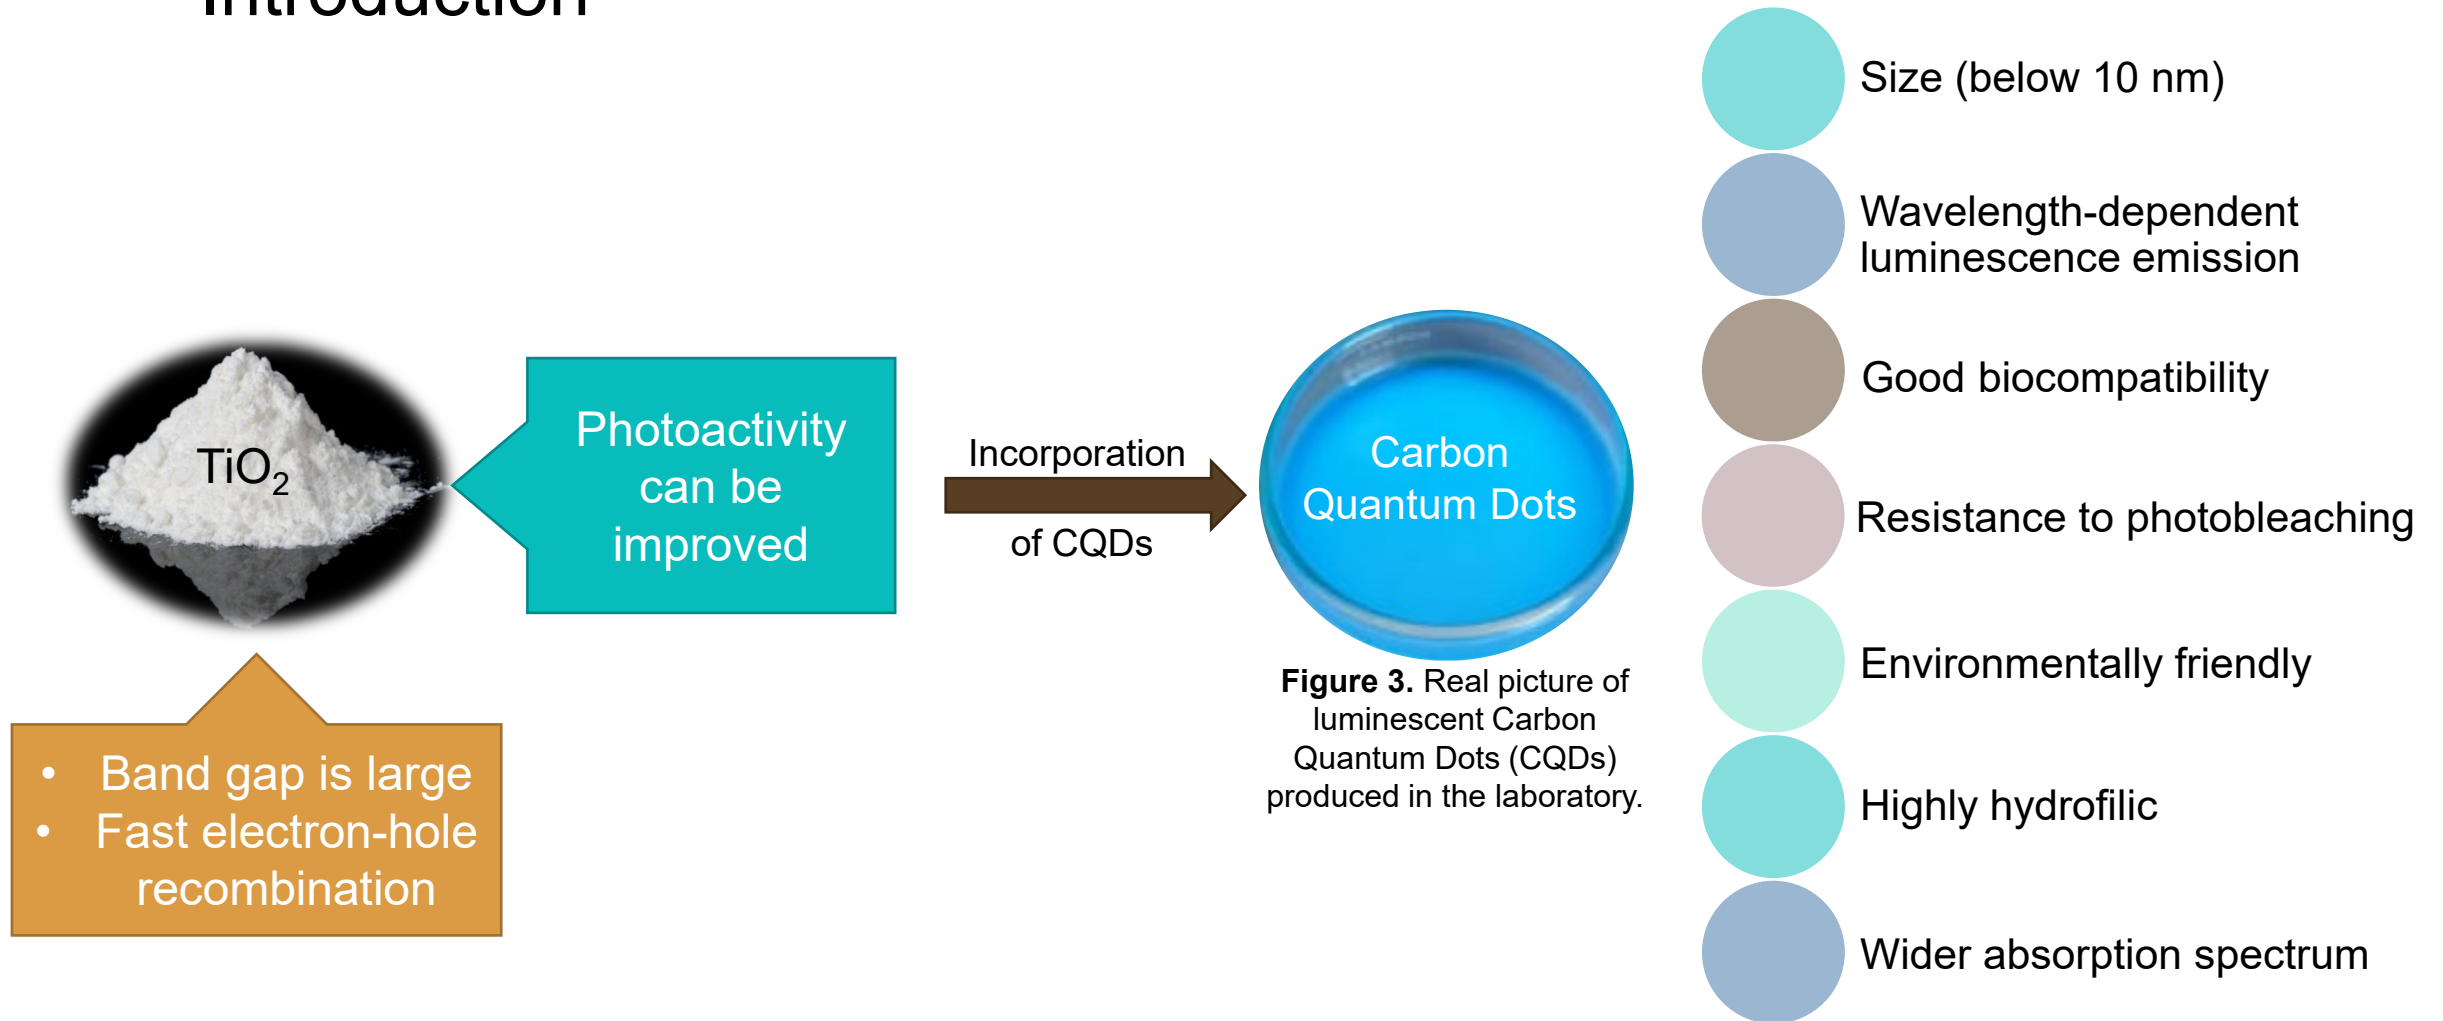 Introduction
TiO₂
Photoactivity
can be
improved
• Band gap is large
• Fast electron-hole
recombination
Incorporation
of CQDs
Carbon
Quantum Dots
Figure 3. Real picture of
luminescent Carbon
Quantum Dots (CQDs)
produced in the laboratory.
Size (below 10 nm)
Wavelength-dependent
luminescence emission
Good biocompatibility
Resistance to photobleaching
Environmentally friendly
Highly hydrofilic
Wider absorption spectrum